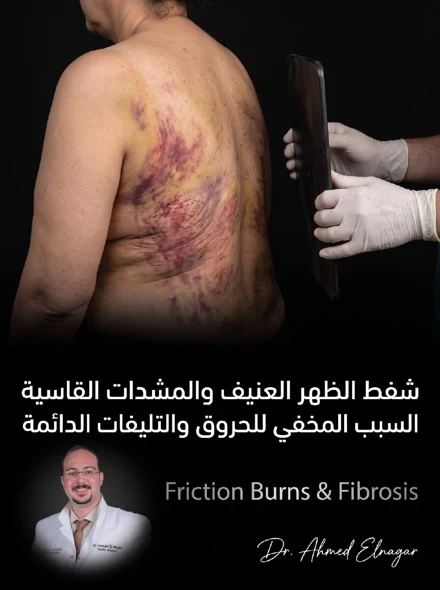 شفط الظهر العنيف والمشدات القاسية
السبب المخفي للحروق والتليفات الدائمة
Friction Burns & Fibrosis
Dr. Ahmed Elnagar